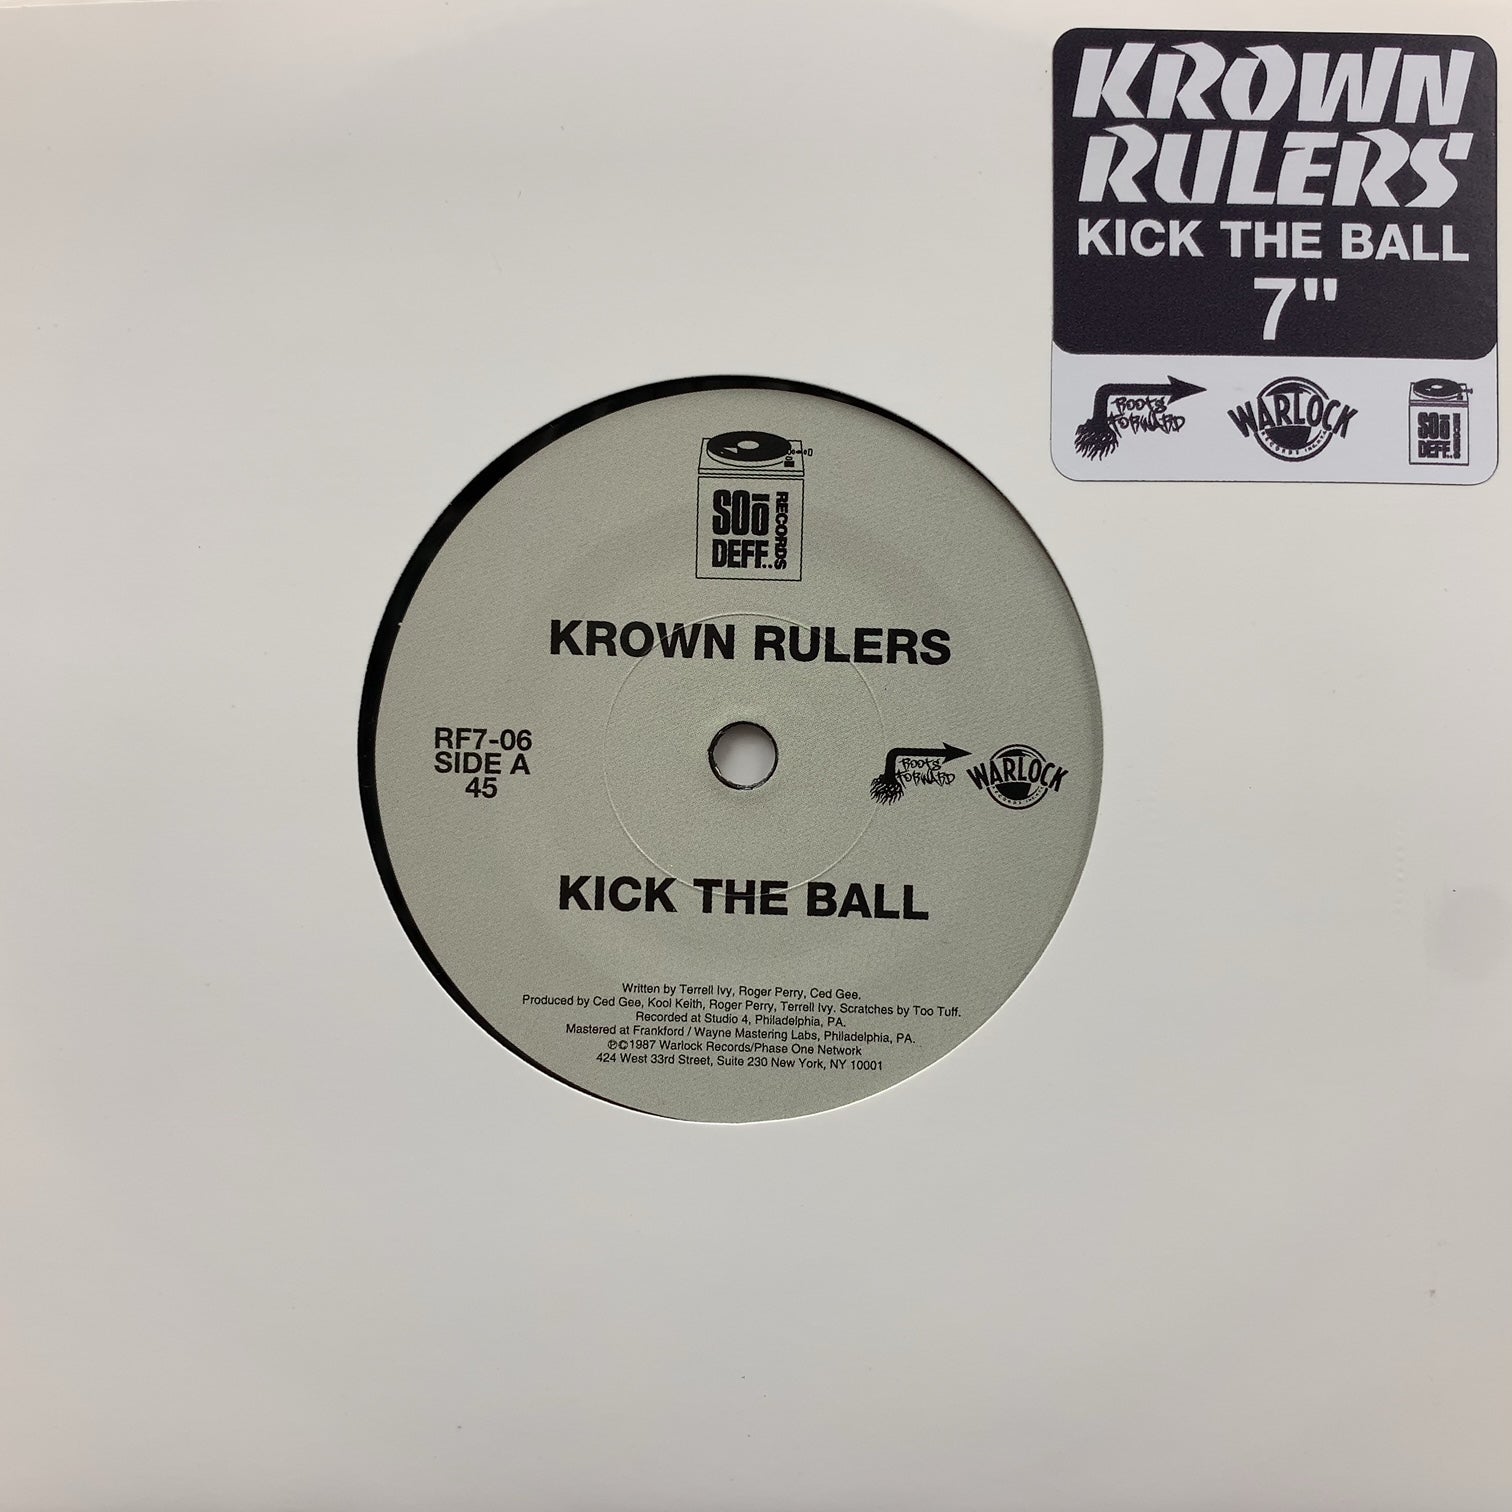 KROWN
RULERS
KICK THE BALL
7"
ROOTS
FORWARD
WARLOCK
SOO
DEFF..
SOO
DEFF..
RECORDS
KROWN RULERS
RF7-06
SIDE A
45
ROOTS
FORWARD
WARLOCK
KICK THE BALL
Written by Terrell Ivy, Roger Perry, Ced Gee.
Produced by Ced Gee, Kool Keith, Roger Perry, Terrell Ivy. Scratches by Too Tuff.
Recorded at Studio 4, Philadelphia, PA.
Mastered at Frankford / Wayne Mastering Labs, Philadelphia, PA.
℗©1987 Warlock Records/Phase One Network
424 West 33rd Street, Suite 230 New York, NY 10001